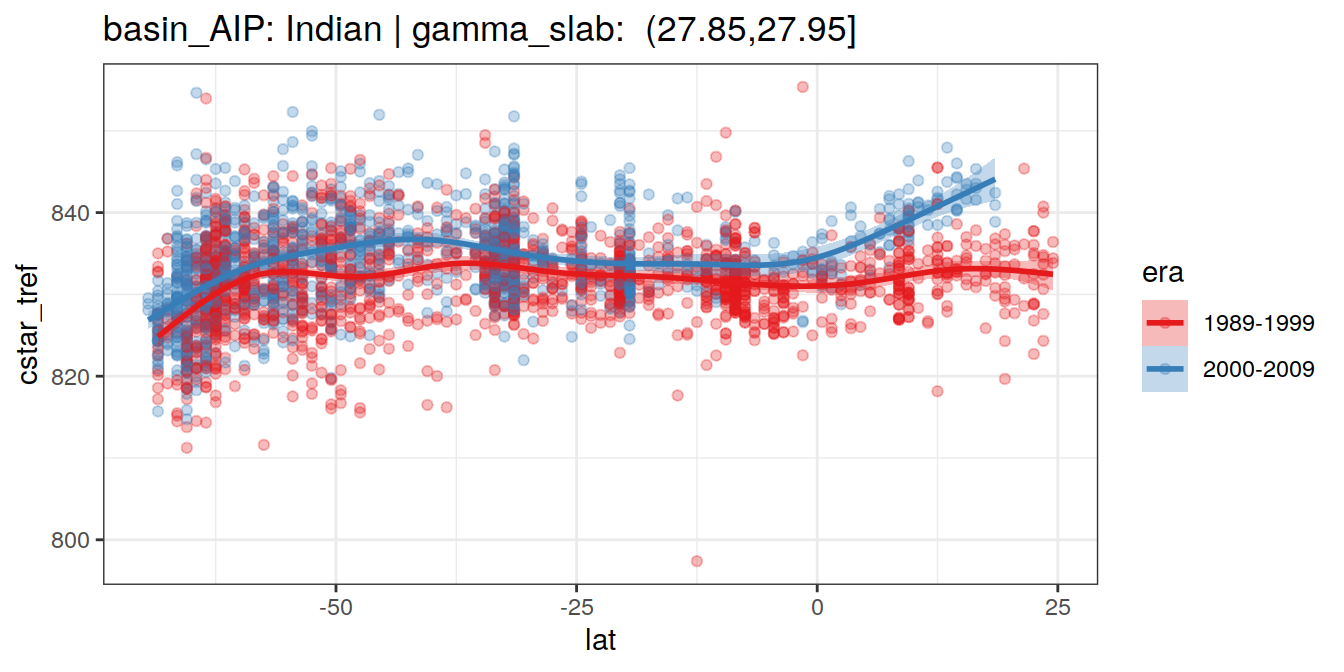 basin_AIP: Indian | gamma_slab:  (27.85,27.95]
840
820
800
cstar_tref
-50
-25
0
25
lat
era
1989-1999
2000-2009